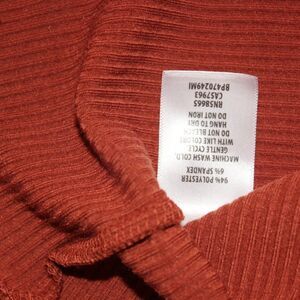 94% POLYESTER
6% SPANDEX
MACHINE WASH COLD
GENTLE CYCLE
WITH LIKE COLORS
DO NOT BLEACH
HANG TO DRY
DO NOT IRON
RN58665
CA57963
BP470249MI